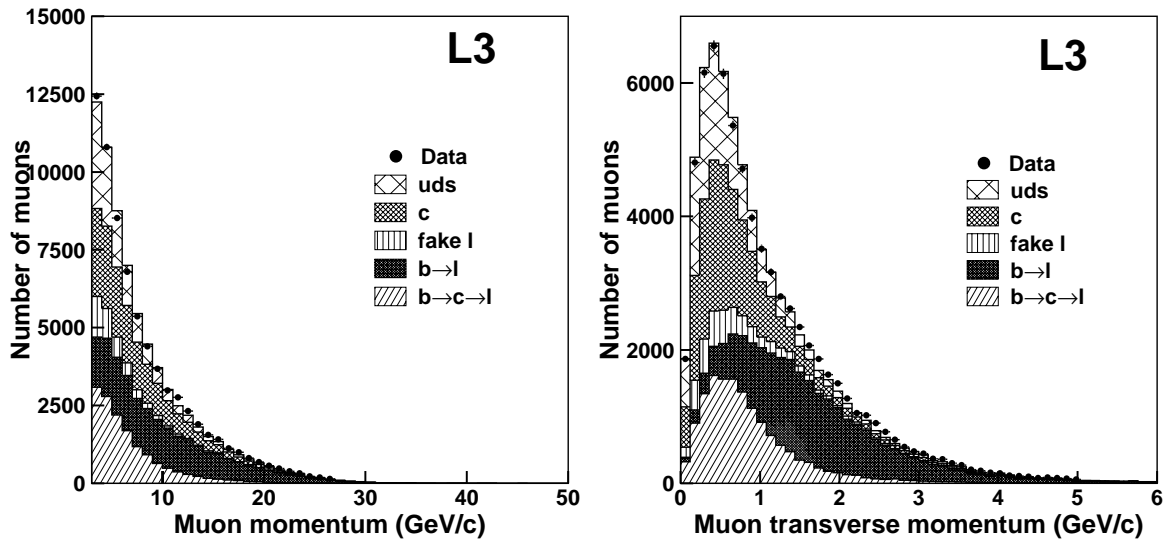 L3
Number of muons
15000
12500
10000
7500
5000
2500
0
Data
uds
c
fake l
b→l
b→c→l
10
20
30
40
50
Muon momentum (GeV/c)
L3
Number of muons
6000
4000
2000
0
Data
uds
c
fake l
b→l
b→c→l
0
1
2
3
4
5
6
Muon transverse momentum (GeV/c)